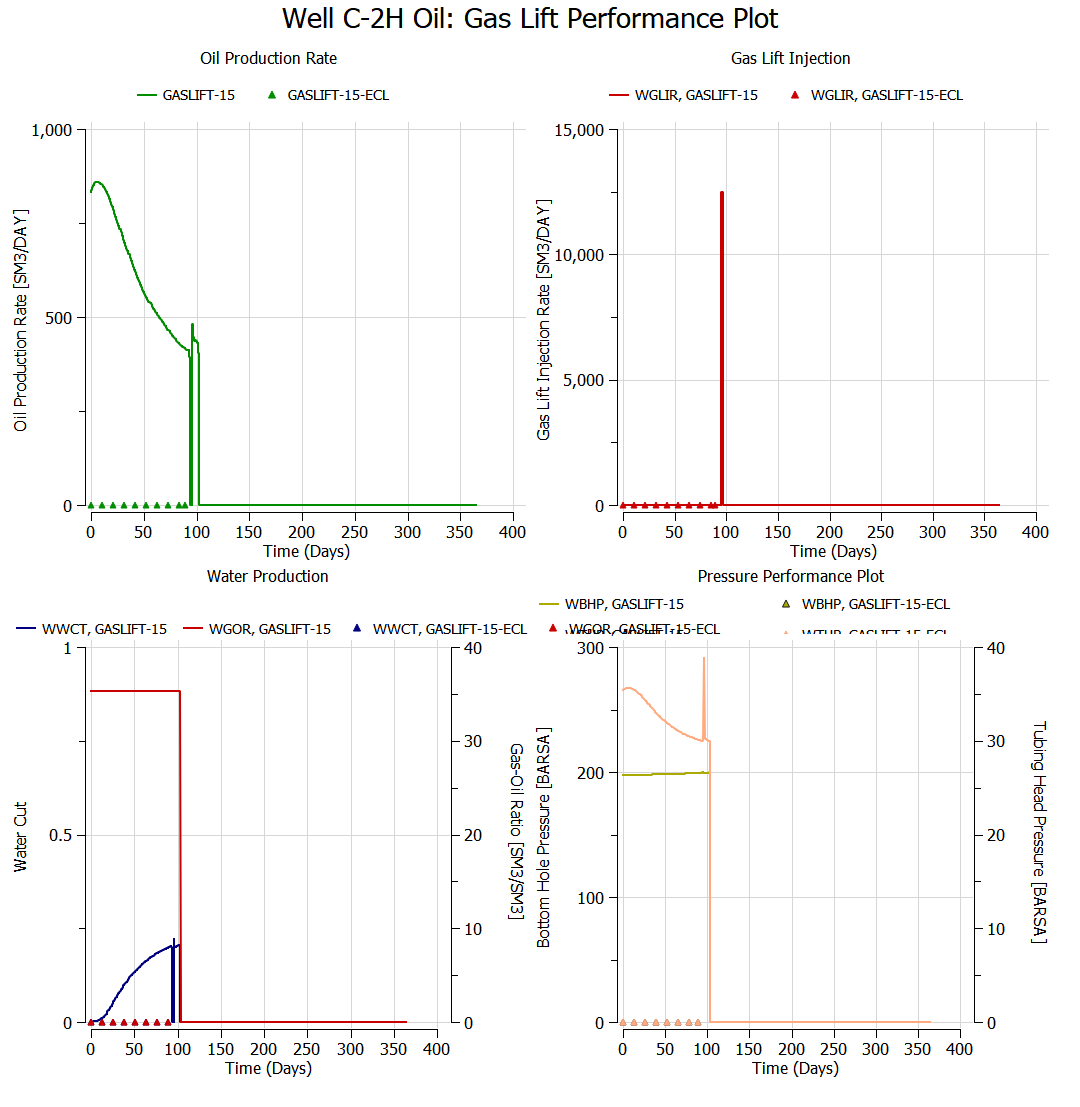 Well C-2H Oil: Gas Lift Performance Plot
Oil Production Rate
GASLIFT-15 GASLIFT-15-ECL
1,000
500
0
Oil Production Rate [SM3/DAY]
0 50 100 150 200 250 300 350 400
Time (Days)
Gas Lift Injection
WGLIR, GASLIFT-15 WGLIR, GASLIFT-15-ECL
15,000
10,000
5,000
0
Gas Lift Injection Rate [SM3/DAY]
0 50 100 150 200 250 300 350 400
Time (Days)
Water Production
WWCT, GASLIFT-15 WGOR, GASLIFT-15 WWCT, GASLIFT-15-ECL WGOR, GASLIFT-15-ECL
1
0.5
0
Water Cut
40
30
20
10
0
Gas-Oil Ratio [SM3/SM3]
0 50 100 150 200 250 300 350 400
Time (Days)
Pressure Performance Plot
WBHP, GASLIFT-15 WBHP, GASLIFT-15-ECL
WTHP, GASLIFT-15-ECL
300
200
100
0
Bottom Hole Pressure [BARSA]
40
30
20
10
0
Tubing Head Pressure [BARSA]
0 50 100 150 200 250 300 350 400
Time (Days)